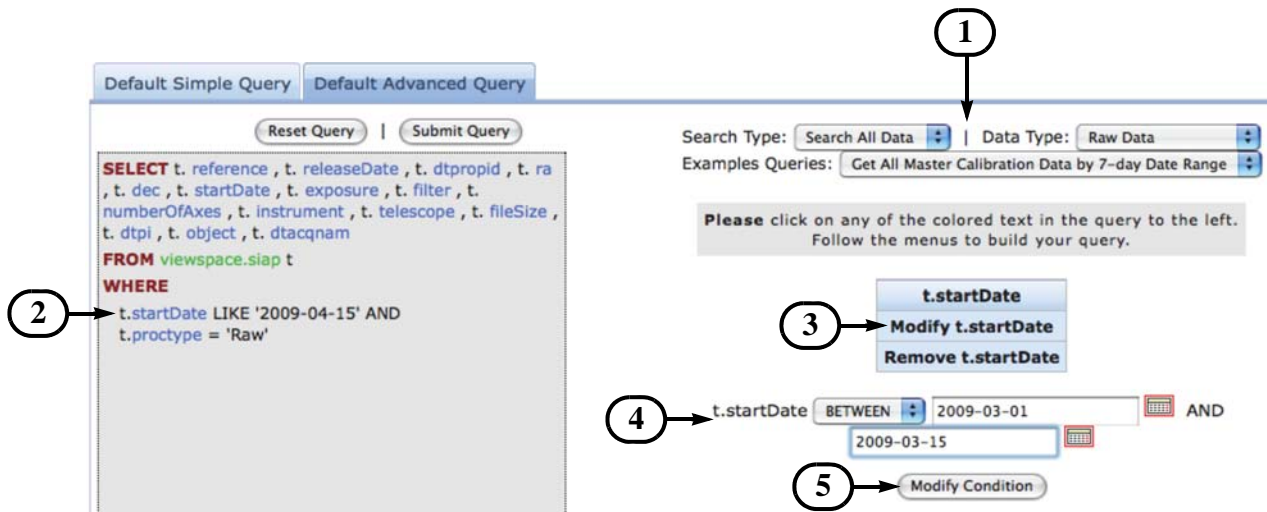 1
Default Simple Query
Default Advanced Query
Reset Query | Submit Query
SELECT t. reference , t. releaseDate , t. dtpropid , t. ra
, t. dec , t. startDate , t. exposure , t. filter , t.
numberOfAxes , t. instrument , t. telescope , t. fileSize ,
t. dtpi , t. object , t. dtacqnam
FROM viewspace.siap t
WHERE
2
t.startDate LIKE '2009-04-15' AND
t.proctype = 'Raw'
Search Type: Search All Data | Data Type: Raw Data
Examples Queries: Get All Master Calibration Data by 7-day Date Range
Please click on any of the colored text in the query to the left.
Follow the menus to build your query.
t.startDate
3
Modify t.startDate
Remove t.startDate
4
t.startDate BETWEEN 2009-03-01 AND
2009-03-15
5
Modify Condition